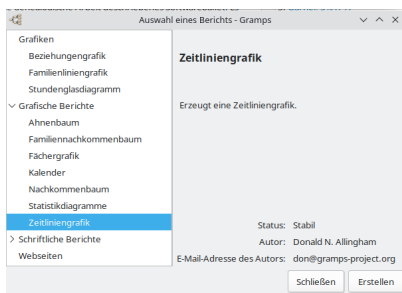 Auswahl eines Berichts - Gramps
Grafiken
Beziehungengrafik
Familienliniengrafik
Stundenglasdiagramm
Grafische Berichte
Ahnenbaum
Familiennachkommenbaum
Fächergrafik
Kalender
Nachkommenbaum
Statistikdiagramme
Zeitliniengrafik
Schriftliche Berichte
Webseiten
Zeitliniengrafik
Erzeugt eine Zeitliniengrafik.
Status: Stabil
Autor: Donald N. Allingham
E-Mail-Adresse des Autors: don@gramps-project.org
Schließen Erstellen